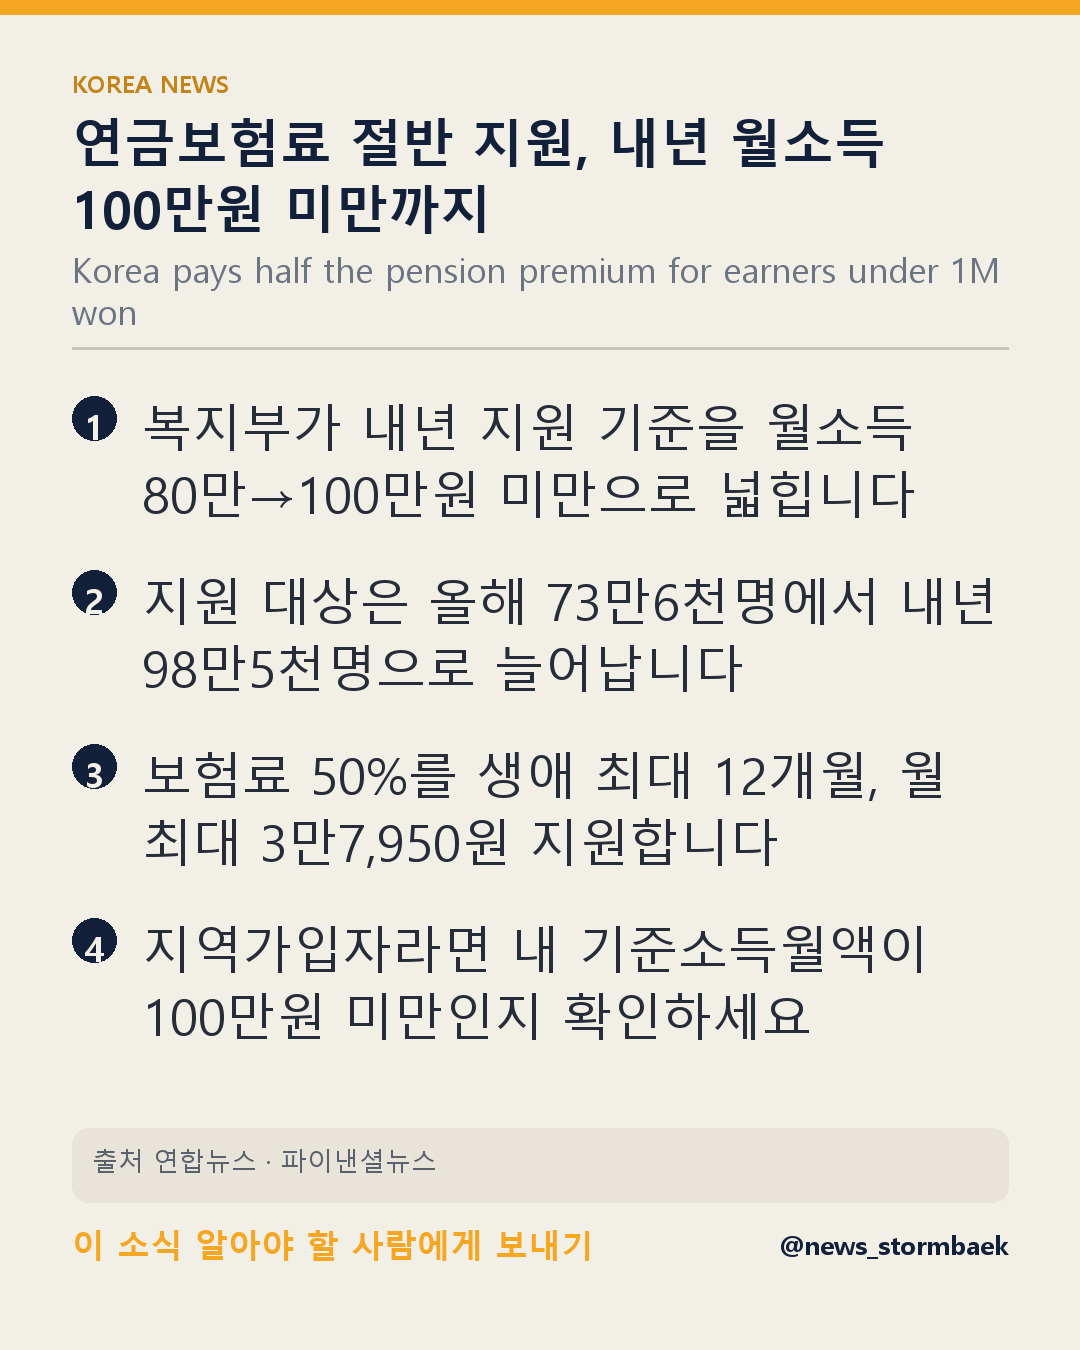 KOREA NEWS
연금보험료 절반 지원, 내년 월소득
100만원 미만까지
Korea pays half the pension premium for earners under 1M
won
1 복지부가 내년 지원 기준을 월소득
80만→100만원 미만으로 넓힙니다
2 지원 대상은 올해 73만6천명에서 내년
98만5천명으로 늘어납니다
3 보험료 50%를 생애 최대 12개월, 월
최대 3만7,950원 지원합니다
4 지역가입자라면 내 기준소득월액이
100만원 미만인지 확인하세요
출처 연합뉴스 · 파이낸셜뉴스
이 소식 알아야 할 사람에게 보내기
@news_stormbaek